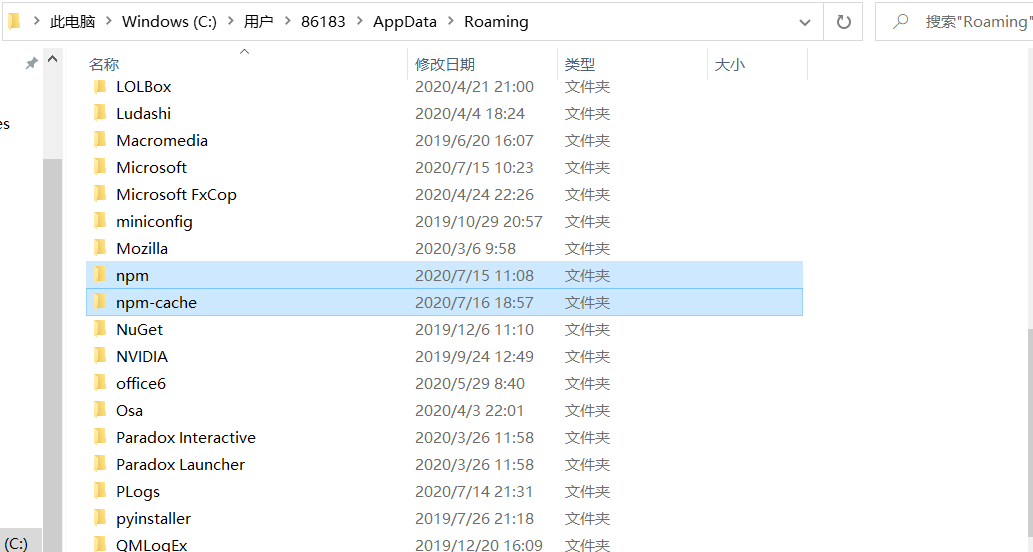 此电脑 > Windows (C:) > 用户 > 86183 > AppData > Roaming 搜索"Roaming"
名称 修改日期 类型 大小
LOLBox 2020/4/21 21:00 文件夹
Ludashi 2020/4/4 18:24 文件夹
es
Macromedia 2019/6/20 16:07 文件夹
Microsoft 2020/7/15 10:23 文件夹
Microsoft FxCop 2020/4/24 22:26 文件夹
miniconfig 2019/10/29 20:57 文件夹
Mozilla 2020/3/6 9:58 文件夹
npm 2020/7/15 11:08 文件夹
npm-cache 2020/7/16 18:57 文件夹
NuGet 2019/12/6 11:10 文件夹
NVIDIA 2019/9/24 12:49 文件夹
office6 2020/5/29 8:40 文件夹
Osa 2020/4/3 22:01 文件夹
Paradox Interactive 2020/3/26 11:58 文件夹
Paradox Launcher 2020/3/26 11:58 文件夹
PLogs 2020/7/14 21:31 文件夹
pyinstaller 2019/7/26 21:18 文件夹
(C:) QMLogEx 2019/12/20 16:09 文件夹